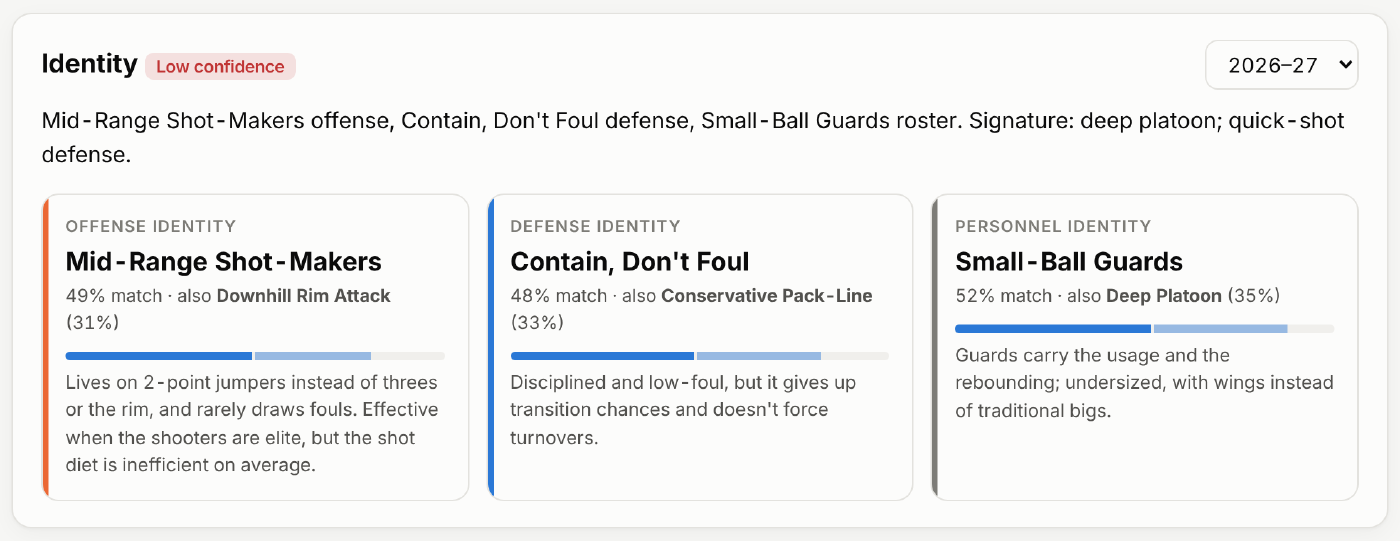 Identity Low confidence
2026–27
Mid-Range Shot-Makers offense, Contain, Don't Foul defense, Small-Ball Guards roster. Signature: deep platoon; quick-shot
defense.
OFFENSE IDENTITY
Mid-Range Shot-Makers
49% match · also Downhill Rim Attack
(31%)
Lives on 2-point jumpers instead of threes
or the rim, and rarely draws fouls. Effective
when the shooters are elite, but the shot
diet is inefficient on average.
DEFENSE IDENTITY
Contain, Don't Foul
48% match · also Conservative Pack-Line
(33%)
Disciplined and low-foul, but it gives up
transition chances and doesn't force
turnovers.
PERSONNEL IDENTITY
Small-Ball Guards
52% match · also Deep Platoon (35%)
Guards carry the usage and the
rebounding; undersized, with wings instead
of traditional bigs.